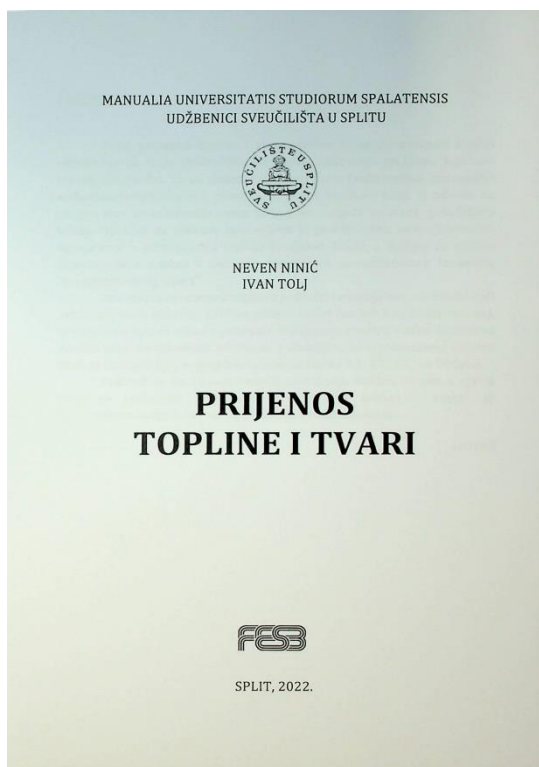 MANUALIA UNIVERSITATIS STUDIORUM SPALATENSIS
UDŽBENICI SVEUČILIŠTA U SPLITU
SVEUČILIŠTE U SPLITU
NEVEN NINIĆ
IVAN TOLJ
PRIJENOS
TOPLINE I TVARI
FESB
SPLIT, 2022.